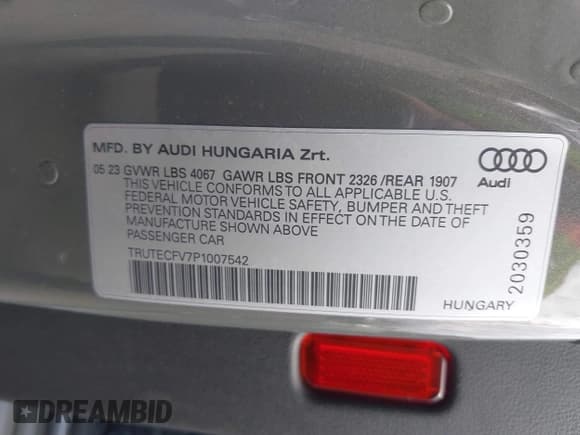 MFD. BY AUDI HUNGARIA Zrt.
05 23 GVWR LBS 4067 GAWR LBS FRONT 2326 /REAR 1907
THIS VEHICLE CONFORMS TO ALL APPLICABLE U.S.
FEDERAL MOTOR VEHICLE SAFETY, BUMPER AND THEFT
PREVENTION STANDARDS IN EFFECT ON THE DATE OF
MANUFACTURE SHOWN ABOVE
PASSENGER CAR
TRUTECFV7P1007542
Audi
2030359
HUNGARY
DREAMBID